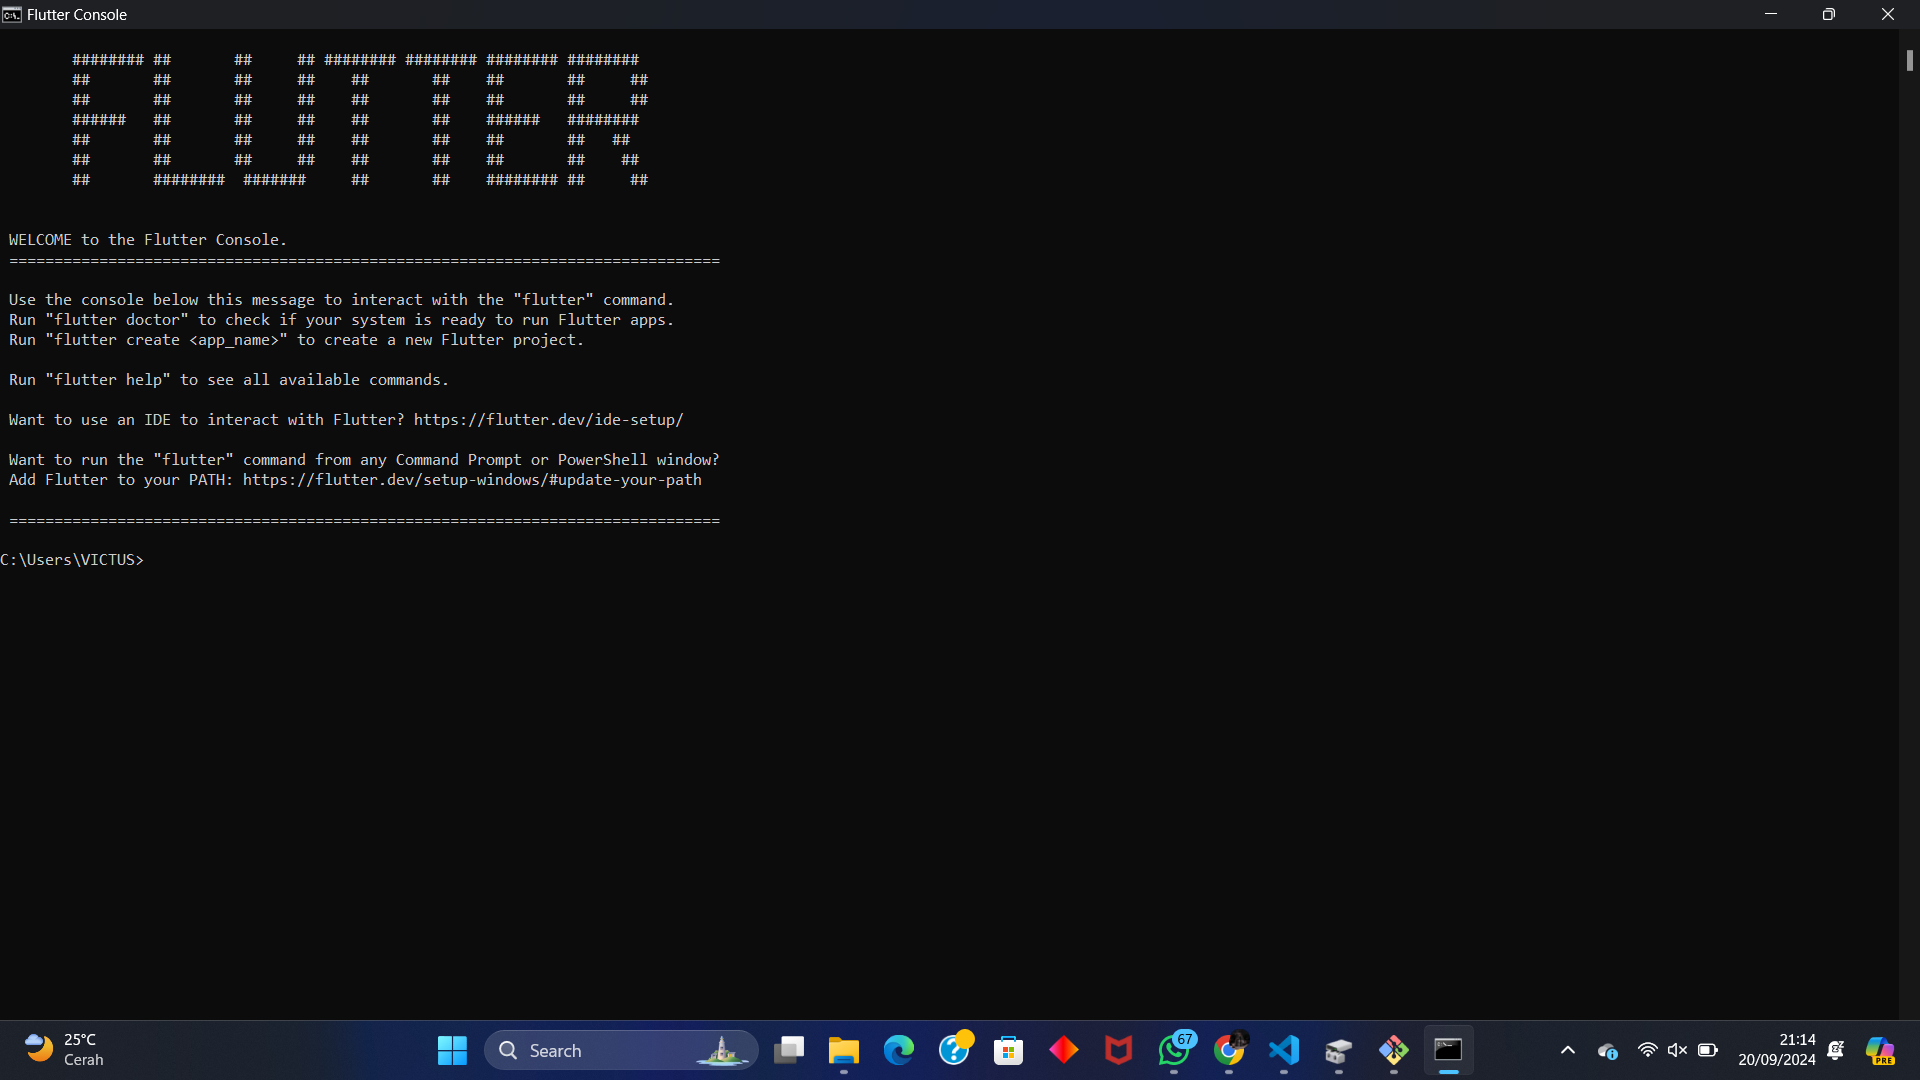 Flutter Console
######## ##       ##     ## ######## ######## ######## ########
##       ##       ##     ##    ##       ##    ##       ##     ##
##       ##       ##     ##    ##       ##    ##       ##     ##
######   ##       ##     ##    ##       ##    ######   ########
##       ##       ##     ##    ##       ##    ##       ##   ##
##       ##       ##     ##    ##       ##    ##       ##    ##
##       ########  #######     ##       ##    ######## ##     ##
WELCOME to the Flutter Console.
===============================================================================
Use the console below this message to interact with the "flutter" command.
Run "flutter doctor" to check if your system is ready to run Flutter apps.
Run "flutter create <app_name>" to create a new Flutter project.
Run "flutter help" to see all available commands.
Want to use an IDE to interact with Flutter? https://flutter.dev/ide-setup/
Want to run the "flutter" command from any Command Prompt or PowerShell window?
Add Flutter to your PATH: https://flutter.dev/setup-windows/#update-your-path
===============================================================================
C:\Users\VICTUS>
25°C
Cerah
Search
67
21:14
20/09/2024
PRE